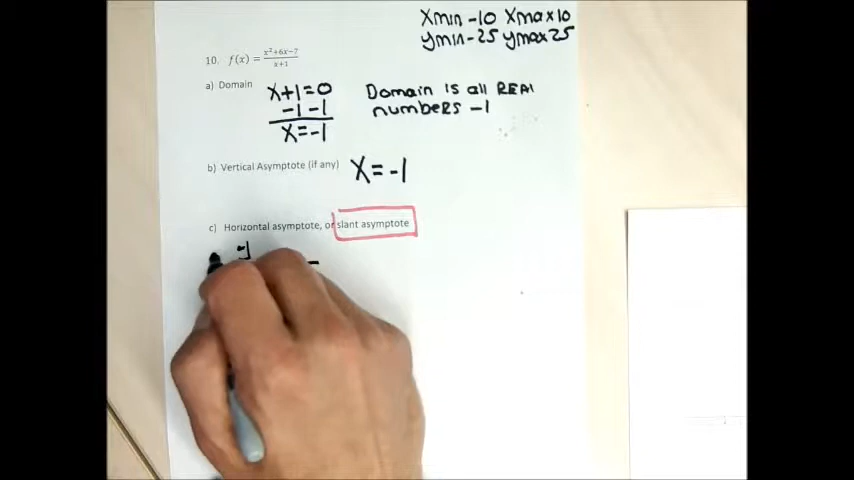 Xmin -10 Xmax 10
ymin -25 ymax 25
10. f(x) = x²+6x-7 / x+1
a) Domain
x+1=0
-1 -1
x=-1
Domain is all REAl
numbers -1
b) Vertical Asymptote (if any)
X=-1
c) Horizontal asymptote, or slant asymptote